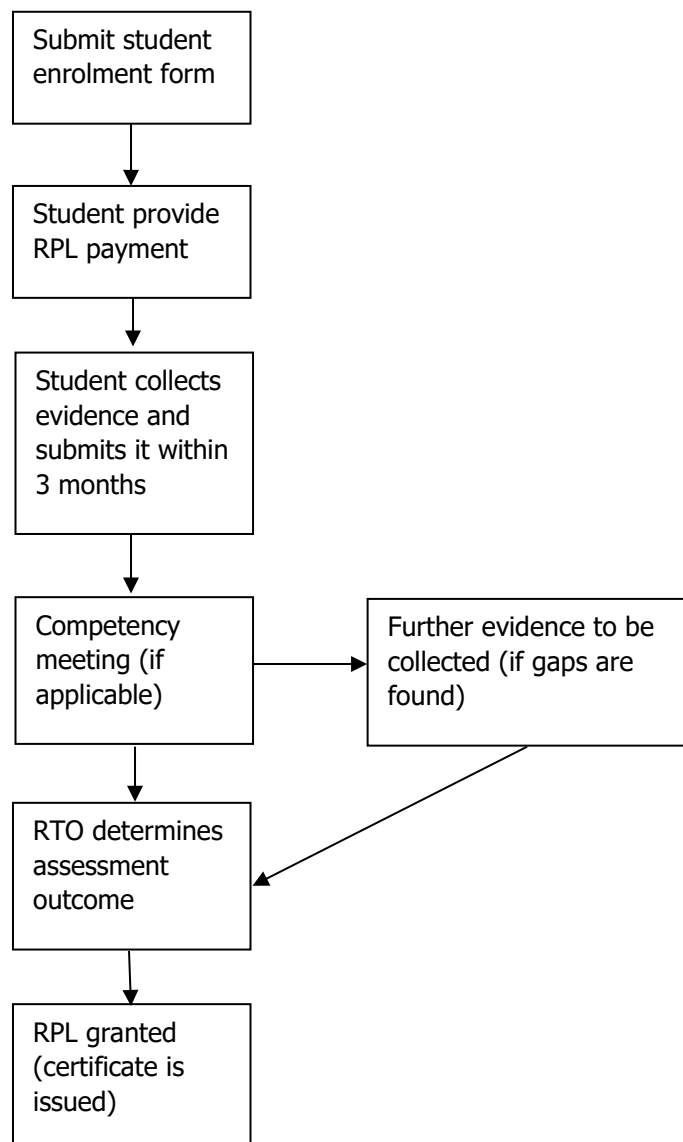 Submit student
enrolment form
Student provide
RPL payment
Student collects
evidence and
submits it within
3 months
Competency
meeting (if
applicable)
Further evidence to be
collected (if gaps are
found)
RTO determines
assessment
outcome
RPL granted
(certificate is
issued)